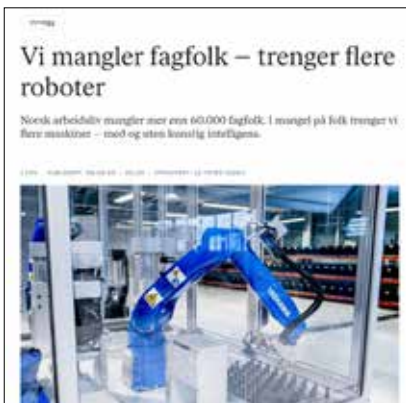 Innlegg
Vi mangler fagfolk – trenger flere
roboter
Norsk arbeidsliv mangler mer enn 60.000 fagfolk. I mangel på folk trenger vi
flere maskiner – med og uten kunstig intelligens.